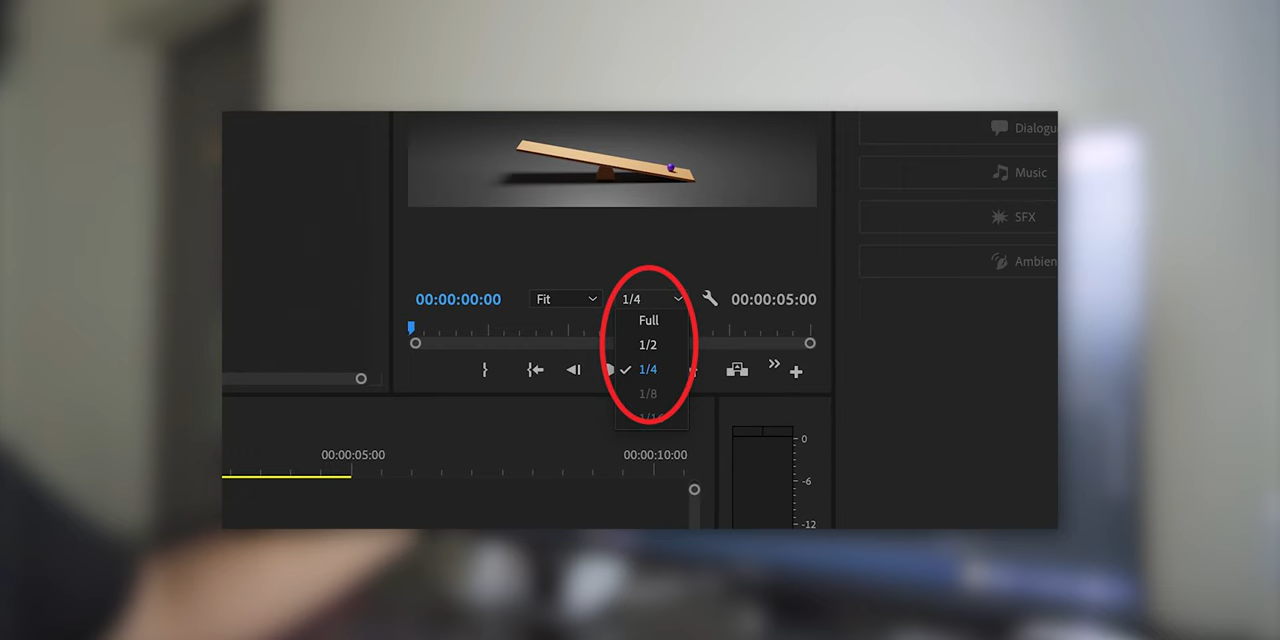 Dialogu
Music
SFX
Ambien
00:00:00:00 Fit 1/4 00:00:05:00
Full
1/2
1/4
1/8
00:00:05:00 00:00:10:00
0
-6
-12